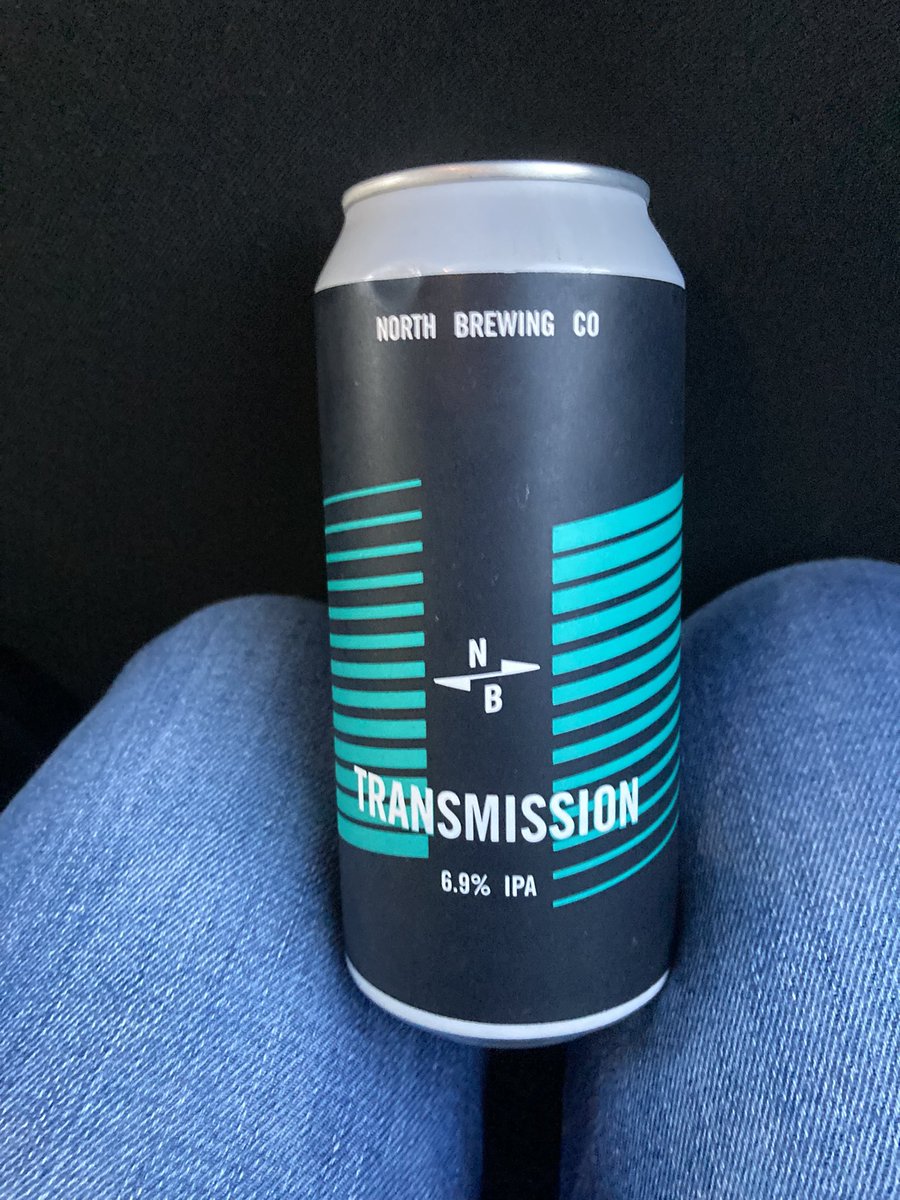 NORTH BREWING CO
N
B
TRANSMISSION
6.9% IPA